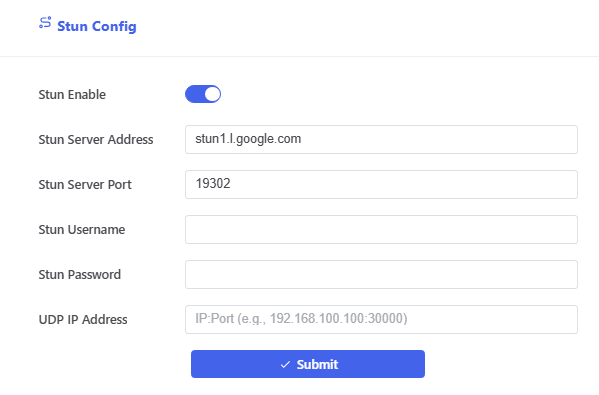 Stun Config
Stun Enable
Stun Server Address stun1.l.google.com
Stun Server Port 19302
Stun Username
Stun Password
UDP IP Address IP:Port (e.g., 192.168.100.100:30000)
Submit